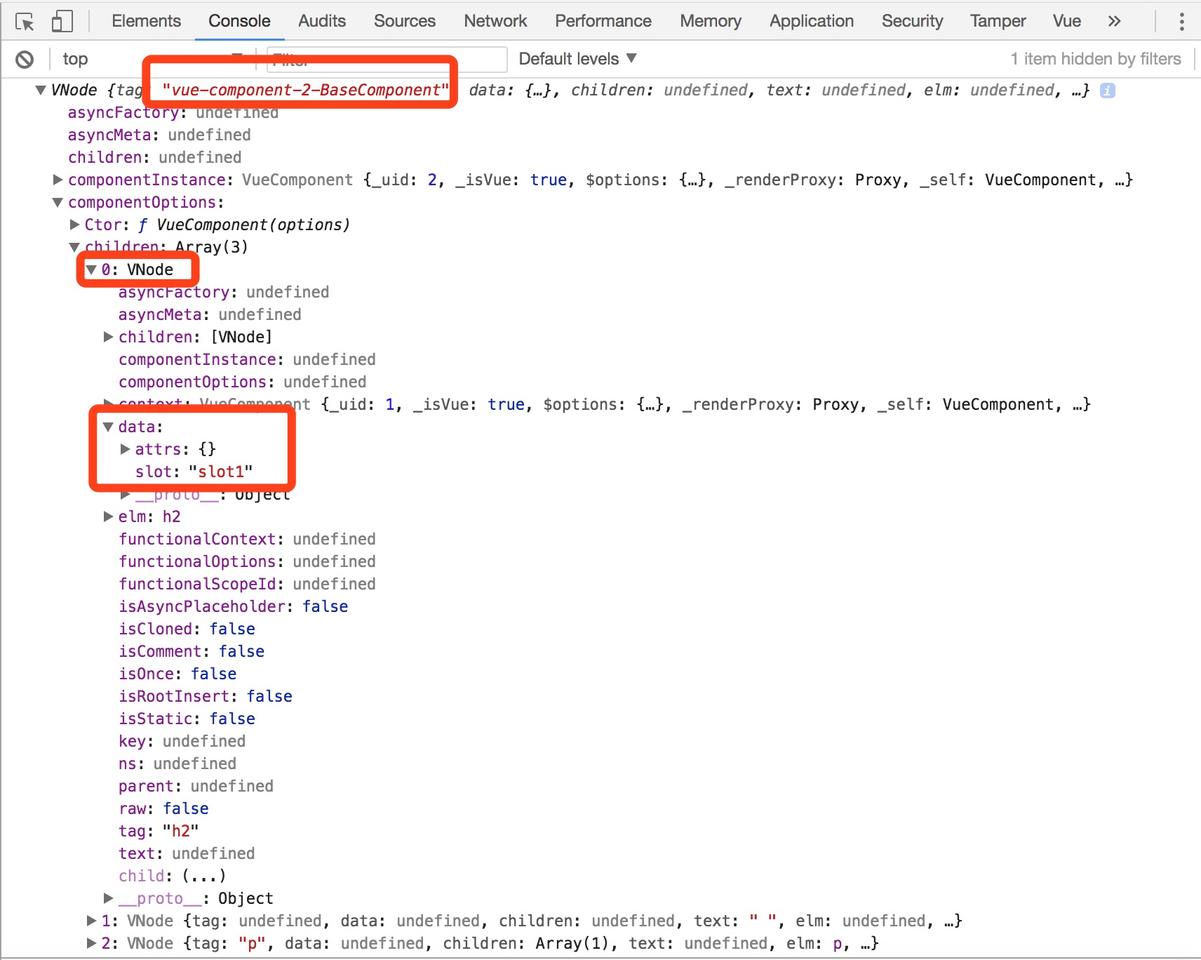 Elements Console Audits Sources Network Performance Memory Application Security Tamper Vue »
top Filter Default levels ▼ 1 item hidden by filters
▼VNode {tag "vue-component-2-BaseComponent" data: {…}, children: undefined, text: undefined, elm: undefined, …} i
asyncFactory: undefined
asyncMeta: undefined
children: undefined
▶componentInstance: VueComponent {_uid: 2, _isVue: true, $options: {…}, _renderProxy: Proxy, _self: VueComponent, …}
▼componentOptions:
▶Ctor: ƒ VueComponent(options)
▼children: Array(3)
▼0: VNode
asyncFactory: undefined
asyncMeta: undefined
▶children: [VNode]
componentInstance: undefined
componentOptions: undefined
▶context: VueComponent {_uid: 1, _isVue: true, $options: {…}, _renderProxy: Proxy, _self: VueComponent, …}
▼data:
▶attrs: {}
slot: "slot1"
▶__proto__: Object
▶elm: h2
functionalContext: undefined
functionalOptions: undefined
functionalScopeId: undefined
isAsyncPlaceholder: false
isCloned: false
isComment: false
isOnce: false
isRootInsert: false
isStatic: false
key: undefined
ns: undefined
parent: undefined
raw: false
tag: "h2"
text: undefined
child: (...)
▶__proto__: Object
▶1: VNode {tag: undefined, data: undefined, children: undefined, text: " ", elm: undefined, …}
▶2: VNode {tag: "p", data: undefined, children: Array(1), text: undefined, elm: p, …}